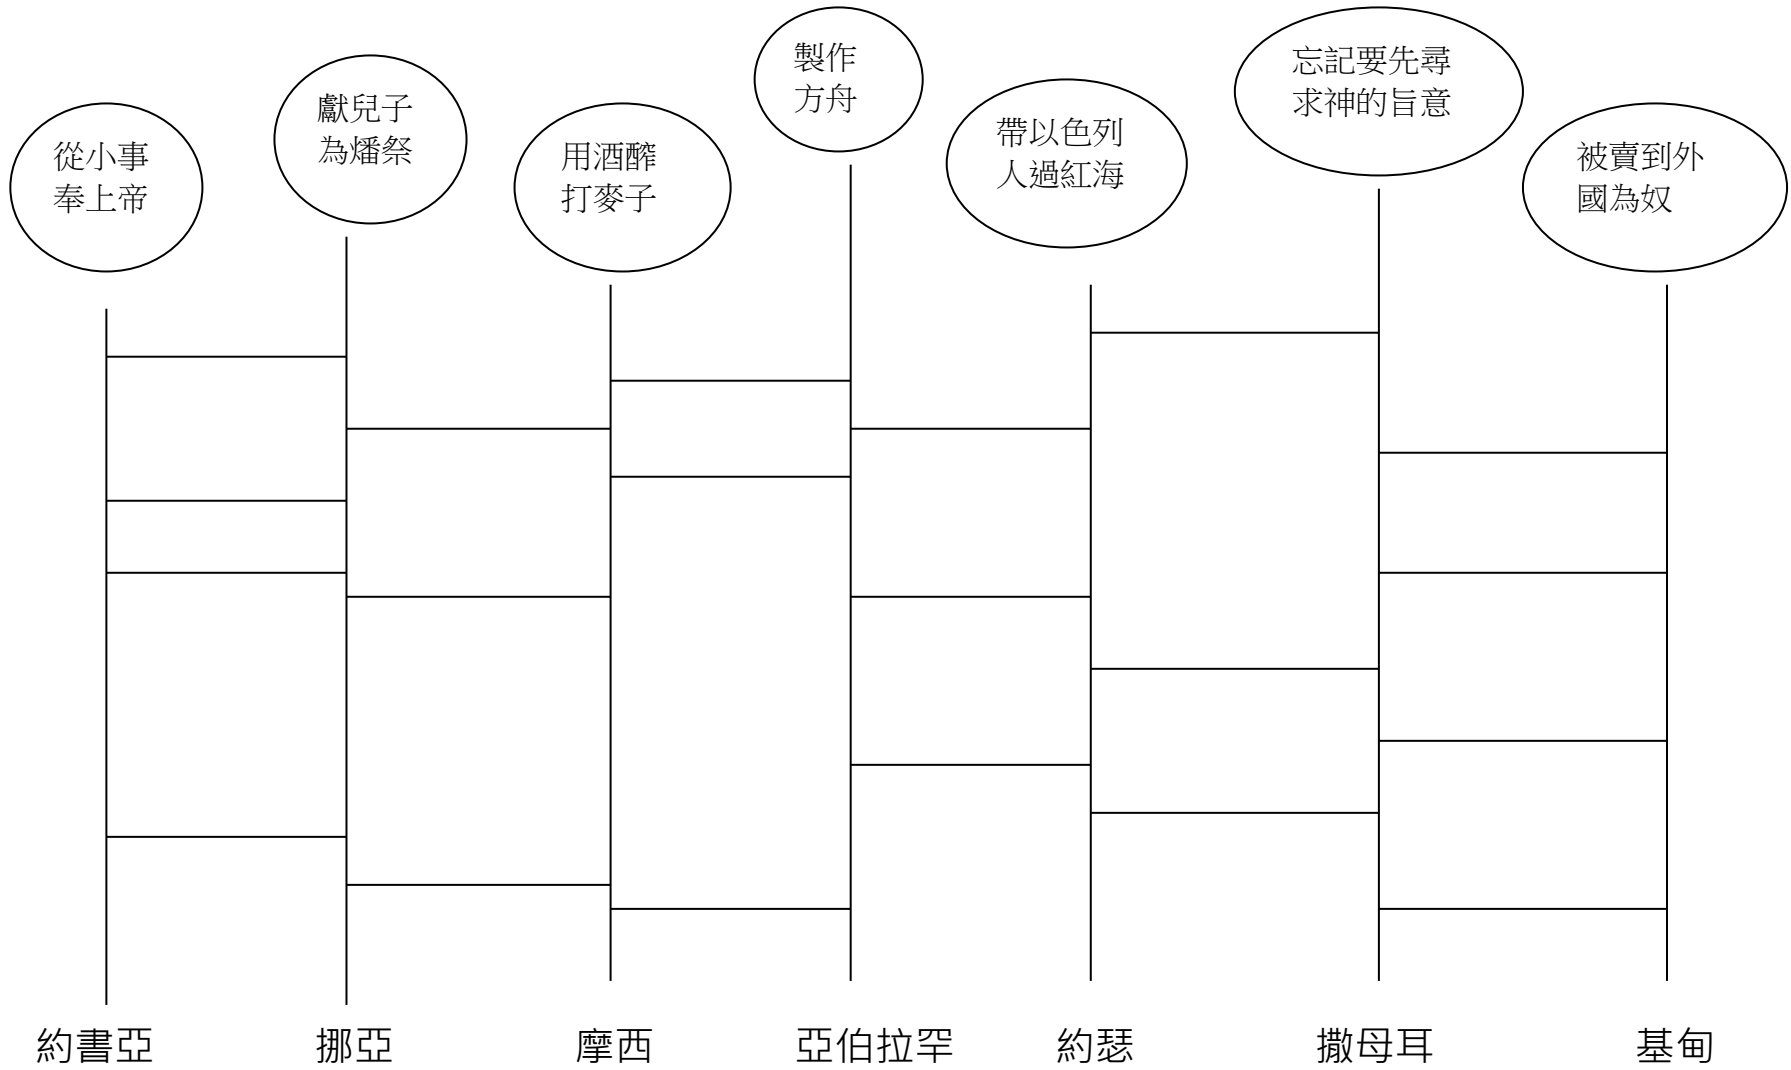 從小事
奉上帝
獻兒子
為燔祭
用酒醡
打麥子
製作
方舟
帶以色列
人過紅海
忘記要先尋
求神的旨意
被賣到外
國為奴
約書亞
挪亞
摩西
亞伯拉罕
約瑟
撒母耳
基甸